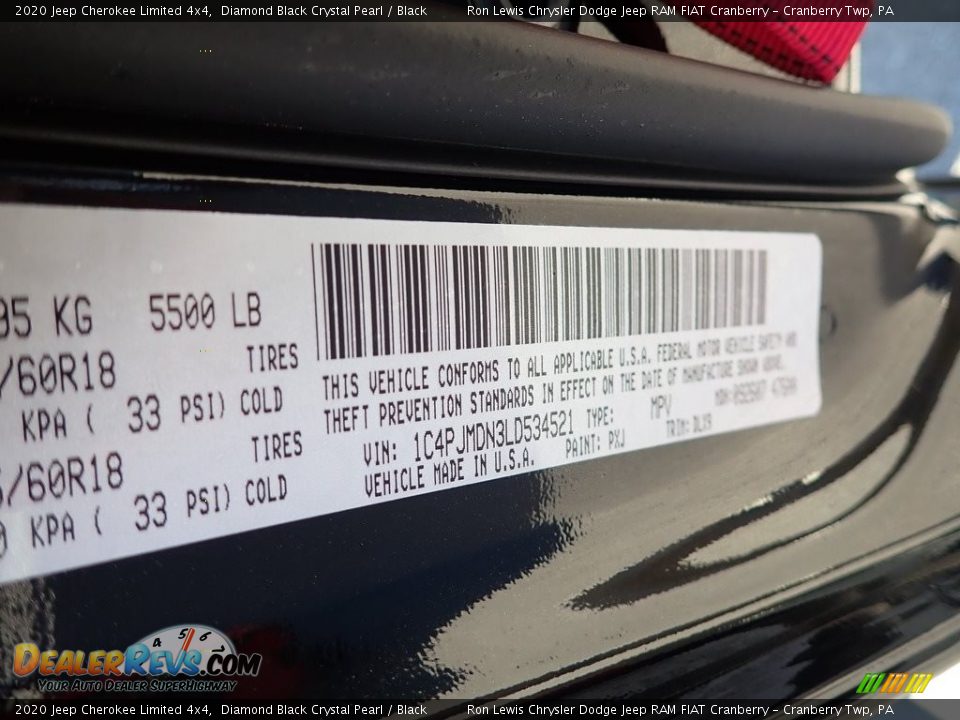 2020 Jeep Cherokee Limited 4x4, Diamond Black Crystal Pearl / Black Ron Lewis Chrysler Dodge Jeep RAM FIAT Cranberry - Cranberry Twp, PA
95 KG 5500 LB
/60R18 TIRES
KPA ( 33 PSI) COLD
/60R18 TIRES
KPA ( 33 PSI) COLD
THIS VEHICLE CONFORMS TO ALL APPLICABLE U.S.A. FEDERAL MOTOR VEHICLE SAFETY AND
THEFT PREVENTION STANDARDS IN EFFECT ON THE DATE OF MANUFACTURE SHOWN ABOVE.
VIN: 1C4PJMDN3LD534521 TYPE: MPV
VEHICLE MADE IN U.S.A. PAINT: PXJ TRIM: DLX9
DEALERREVS.COM
YOUR AUTO DEALER SUPERHIGHWAY
2020 Jeep Cherokee Limited 4x4, Diamond Black Crystal Pearl / Black Ron Lewis Chrysler Dodge Jeep RAM FIAT Cranberry - Cranberry Twp, PA